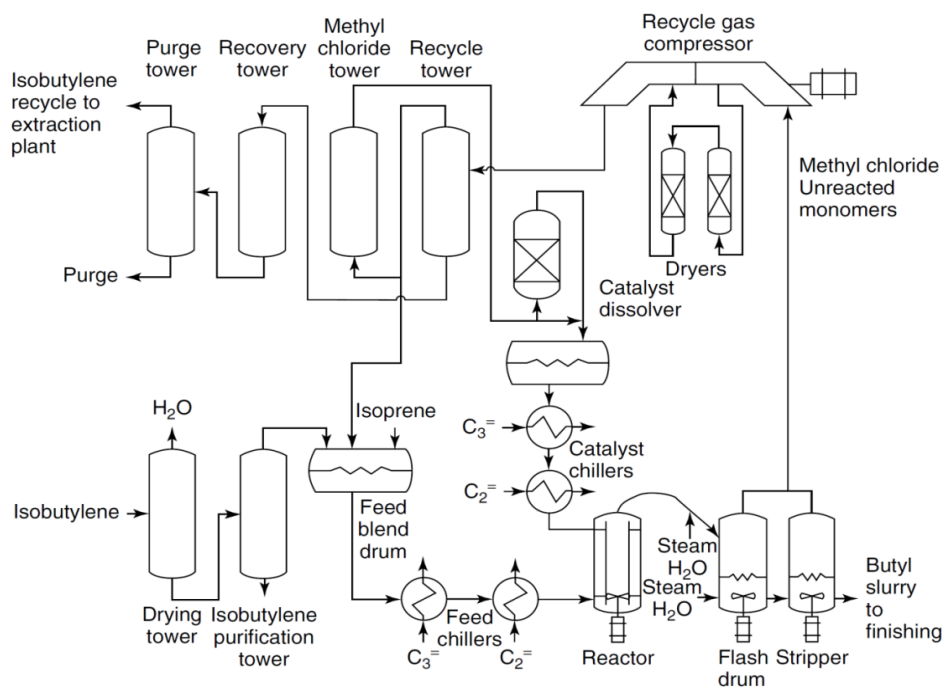 Recycle gas
compressor
Methyl
chloride
tower
Purge
tower
Recovery
tower
Recycle
tower
Isobutylene
recycle to
extraction
plant
Methyl chloride
Unreacted
monomers
Purge
Dryers
Catalyst
dissolver
H₂O
Isoprene
C₃⁼
Catalyst
chillers
C₂⁼
Isobutylene
Feed
blend
drum
Steam
H₂O
Steam
H₂O
Butyl
slurry
to
finishing
Drying
tower
Isobutylene
purification
tower
Feed
chillers
C₃⁼
C₂⁼
Reactor
Flash
drum
Stripper